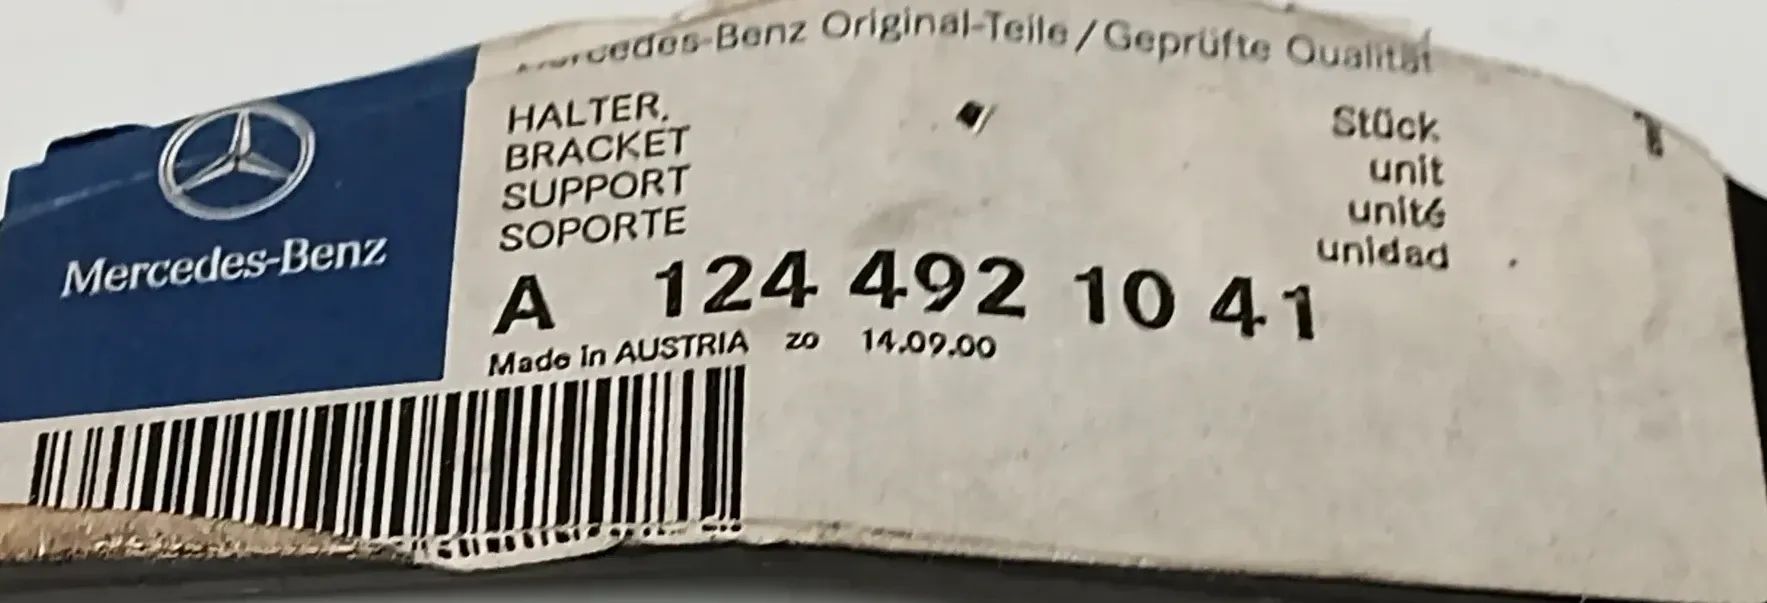 Mercedes-Benz Original-Teile / Geprüfte Qualität
HALTER,
BRACKET
SUPPORT
SOPORTE
Stück
unit
unité
unidad
Mercedes-Benz
A 124 492 10 41
Made in AUSTRIA zo 14.09.00